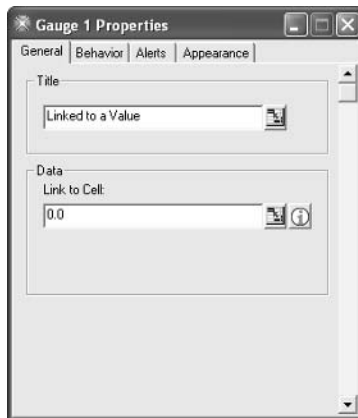 Gauge 1 Properties
General Behavior Alerts Appearance
Title
Linked to a Value
Data
Link to Cell:
0.0